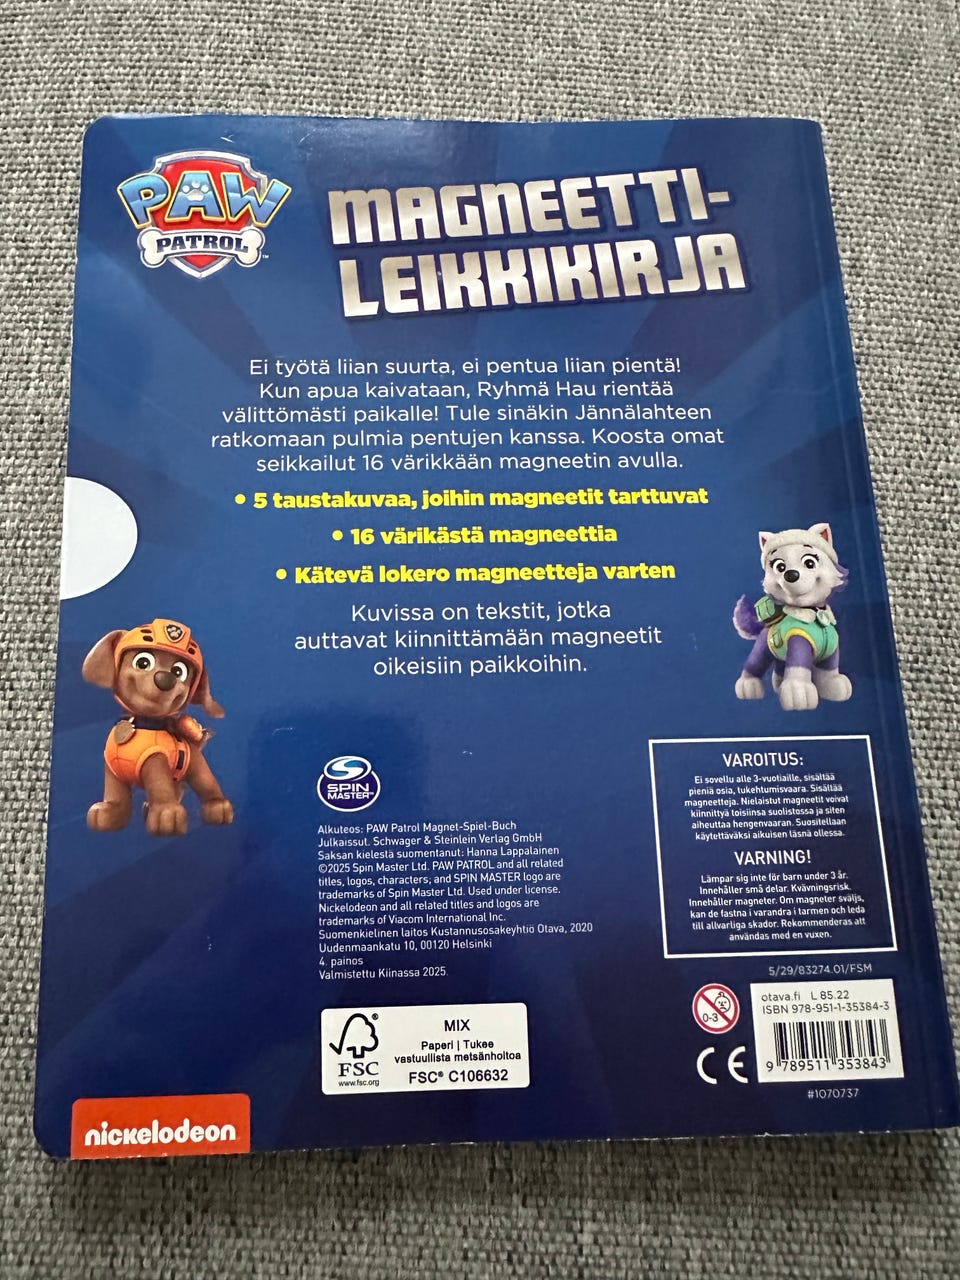 PAW
PATROL™
MAGNEETTI-
LEIKKIKIRJA
Ei työtä liian suurta, ei pentua liian pientä!
Kun apua kaivataan, Ryhmä Hau rientää
välittömästi paikalle! Tule sinäkin Jännälahteen
ratkomaan pulmia pentujen kanssa. Koosta omat
seikkailut 16 värikkään magneetin avulla.
• 5 taustakuvaa, joihin magneetit tarttuvat
• 16 värikästä magneettia
• Kätevä lokero magneetteja varten
Kuvissa on tekstit, jotka
auttavat kiinnittämään magneetit
oikeisiin paikkoihin.
SPIN
MASTER™
Alkuteos: PAW Patrol Magnet-Spiel-Buch
Julkaissut. Schwager & Steinlein Verlag GmbH
Saksan kielestä suomentanut: Hanna Lappalainen
©2025 Spin Master Ltd. PAW PATROL and all related
titles, logos, characters; and SPIN MASTER logo are
trademarks of Spin Master Ltd. Used under license.
Nickelodeon and all related titles and logos are
trademarks of Viacom International Inc.
Suomenkielinen laitos Kustannusosakeyhtiö Otava, 2020
Uudenmaankatu 10, 00120 Helsinki
4. painos
Valmistettu Kiinassa 2025.
VAROITUS:
Ei sovellu alle 3-vuotiaille, sisältää
pieniä osia, tukehtumisvaara. Sisältää
magneetteja. Nielaistut magneetit voivat
kiinnittyä toisiinsa suolistossa ja siten
aiheuttaa hengenvaaran. Suositellaan
käytettäväksi aikuisen läsnä ollessa.
VARNING!
Lämpar sig inte för barn under 3 år.
Innehåller små delar. Kvävningsrisk.
Innehåller magneter. Om magneter sväljs,
kan de fastna i varandra i tarmen och leda
till allvarliga skador. Rekommenderas att
användas med en vuxen.
5/29/83274.01/FSM
0-3
otava.fi L 85.22
ISBN 978-951-1-35384-3
9 789511 353843
CE
#1070737
FSC®
www.fsc.org
MIX
Paperi | Tukee
vastuullista metsänhoitoa
FSC® C106632
nickelodeon